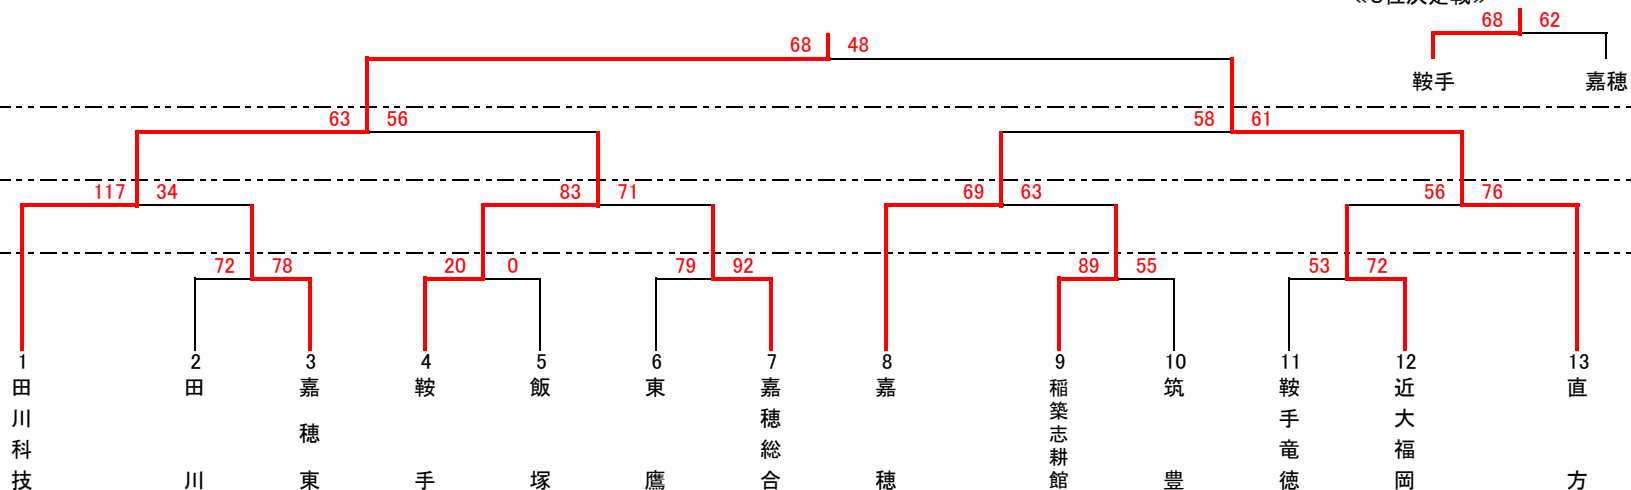 68 62
68 48
鞍手 嘉穂
63 56 58 61
117 34 83 71 69 63 56 76
72 78 20 0 79 92 89 55 53 72
1 2 3 4 5 6 7 8 9 10 11 12 13
田川科技
田川
嘉穂東
鞍手
飯塚
東鷹
嘉穂総合
嘉穂
稲築志耕館
筑豊
鞍手竜徳
近大福岡
直方